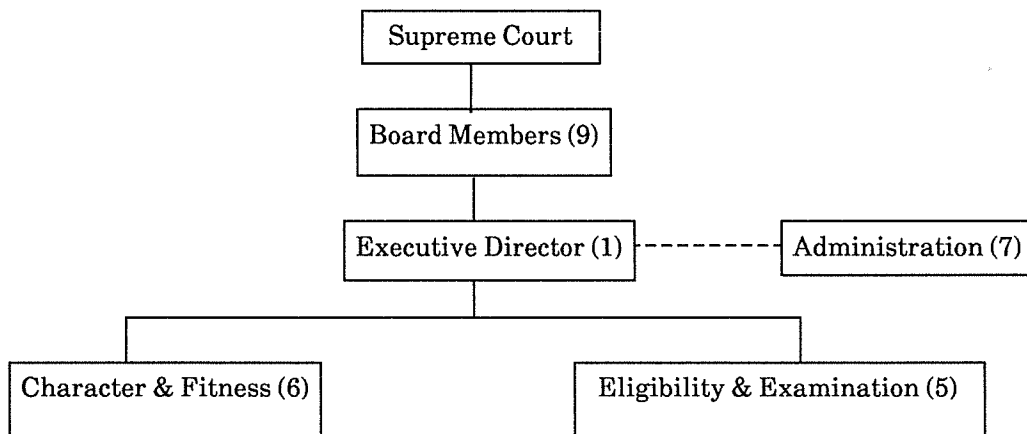 Supreme Court
Board Members (9)
Executive Director (1)
Administration (7)
Character & Fitness (6)
Eligibility & Examination (5)